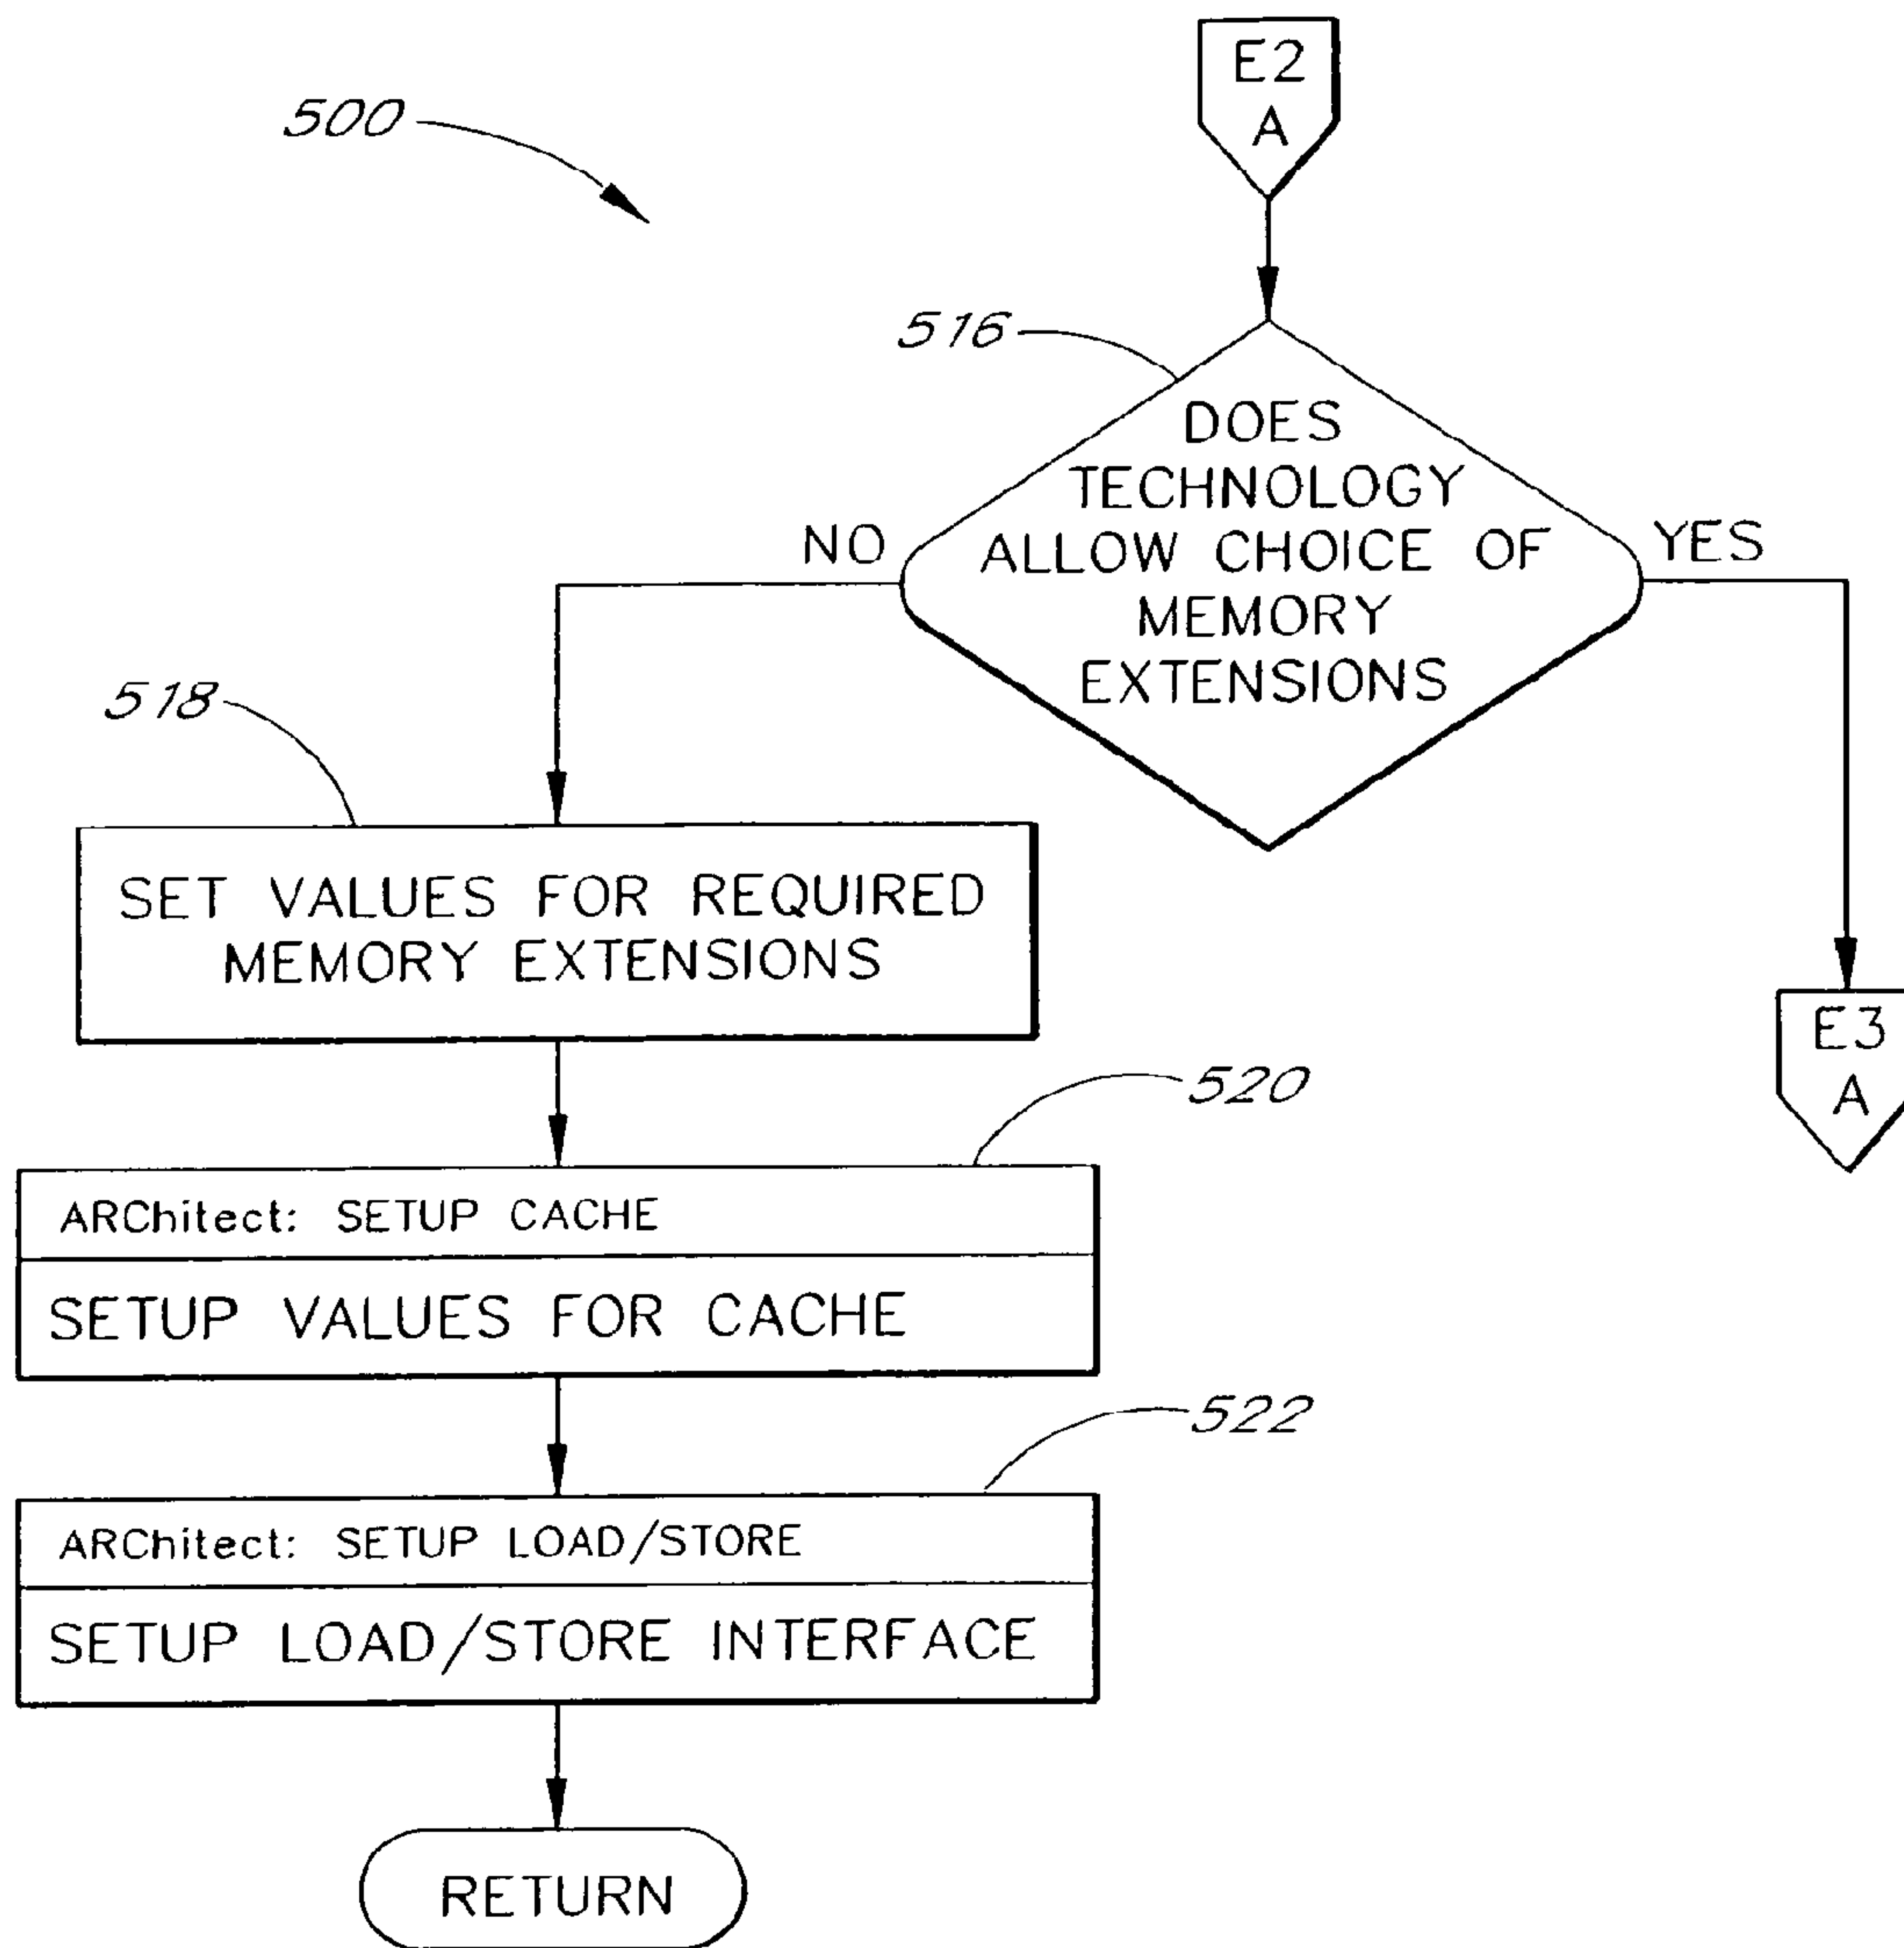 E2
A
500
516
DOES
TECHNOLOGY
ALLOW CHOICE OF
MEMORY
EXTENSIONS
NO
YES
518
SET VALUES FOR REQUIRED
MEMORY EXTENSIONS
E3
A
520
ARChitect: SETUP CACHE
SETUP VALUES FOR CACHE
522
ARChitect: SETUP LOAD/STORE
SETUP LOAD/STORE INTERFACE
RETURN